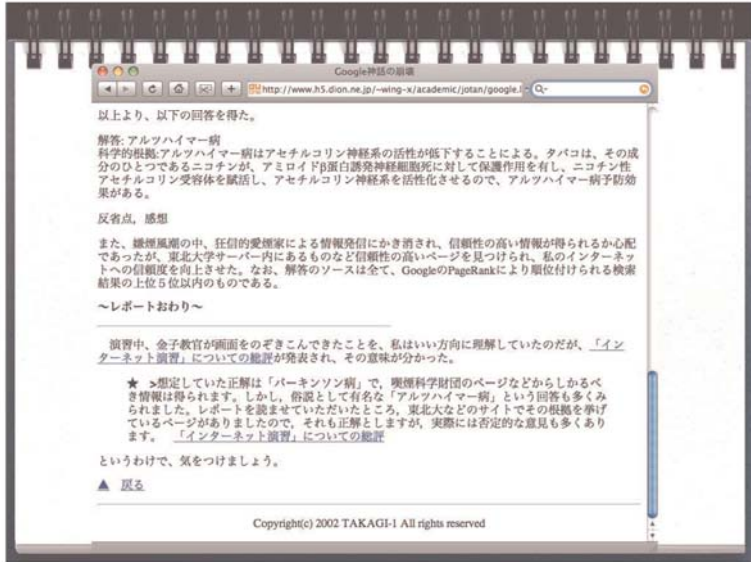 Google神話の崩壊
http://www.h5.dion.ne.jp/~wing-x/academic/jotan/google.l
以上より、以下の回答を得た。
解答: アルツハイマー病
科学的根拠:アルツハイマー病はアセチルコリン神経系の活性が低下することによる。タバコは、その成
分のひとつであるニコチンが、アミロイドβ蛋白誘発神経細胞死に対して保護作用を有し、ニコチン性
アセチルコリン受容体を賦活し、アセチルコリン神経系を活性化させるので、アルツハイマー病予防効
果がある。
反省点，感想
また、嫌煙風潮の中、狂信的愛煙家による情報発信にかき消され、信頼性の高い情報が得られるか心配
であったが、東北大学サーバー内にあるものなど信頼性の高いページを見つけられ、私のインターネッ
トへの信頼度を向上させた。なお、解答のソースは全て、GoogleのPageRankにより順位付けられる検索
結果の上位５位以内のものである。
〜レポートおわり〜
演習中、金子教官が画面をのぞきこんできたことを、私はいい方向に理解していたのだが、「イン
ターネット演習」についての総評が発表され、その意味が分かった。
★ >想定していた正解は「パーキンソン病」で，喫煙科学財団のページなどからしかるべ
き情報は得られます。しかし，俗説として有名な「アルツハイマー病」という回答も多くみ
られました。レポートを読ませていただいたところ，東北大などのサイトでその根拠を挙げ
ているページがありましたので，それも正解としますが，実際には否定的な意見も多くあり
ます。 「インターネット演習」についての総評
というわけで、気をつけましょう。
▲ 戻る
Copyright(c) 2002 TAKAGI-1 All rights reserved